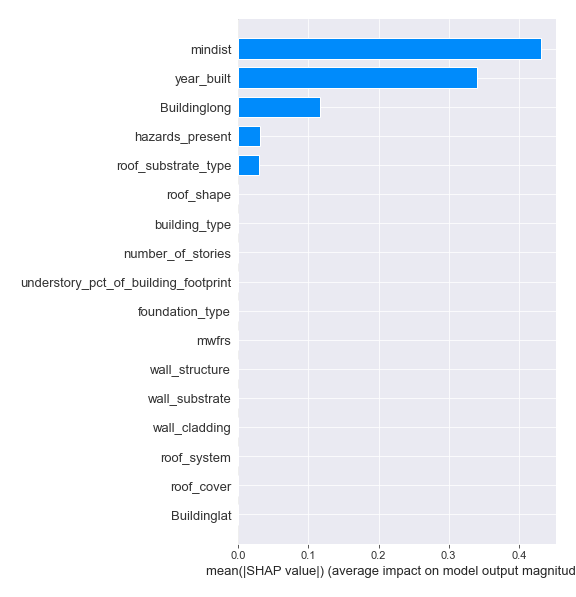 mindist
year_built
Buildinglong
hazards_present
roof_substrate_type
roof_shape
building_type
number_of_stories
understory_pct_of_building_footprint
foundation_type
mwfrs
wall_structure
wall_substrate
wall_cladding
roof_system
roof_cover
Buildinglat
0.0 0.1 0.2 0.3 0.4
mean(|SHAP value|) (average impact on model output magnitud